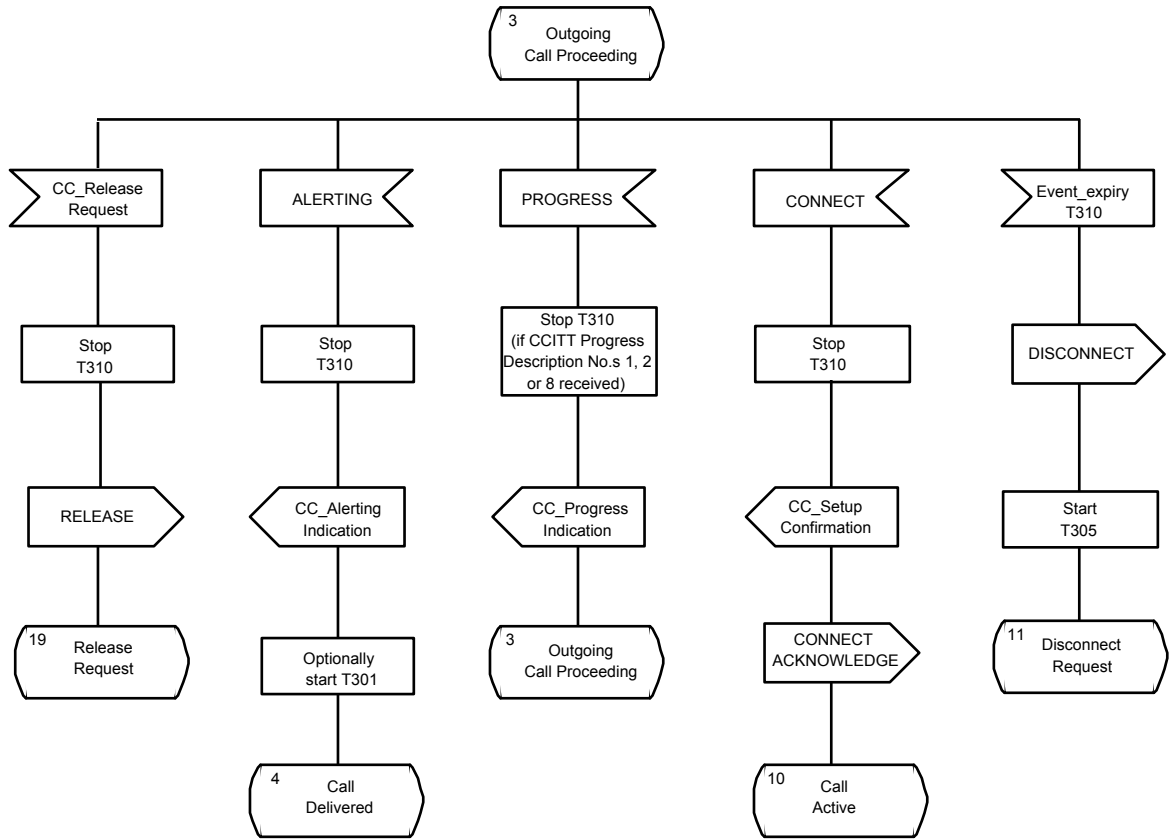 3
Outgoing
Call Proceeding
CC_Release
Request
ALERTING
PROGRESS
CONNECT
Event_expiry
T310
Stop
T310
Stop
T310
Stop T310
(if CCITT Progress
Description No.s 1, 2
or 8 received)
Stop
T310
DISCONNECT
RELEASE
CC_Alerting
Indication
CC_Progress
Indication
CC_Setup
Confirmation
Start
T305
19
Release
Request
Optionally
start T301
3
Outgoing
Call Proceeding
CONNECT
ACKNOWLEDGE
11
Disconnect
Request
4
Call
Delivered
10
Call
Active